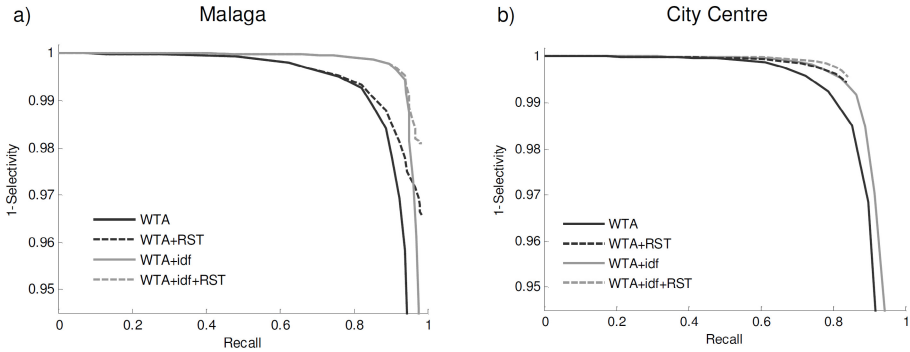 a) Malaga
1
0.99
0.98
0.97
0.96
0.95
1-Selectivity
WTA
WTA+RST
WTA+idf
WTA+idf+RST
0 0.2 0.4 0.6 0.8 1
Recall
b) City Centre
1
0.99
0.98
0.97
0.96
0.95
1-Selectivity
WTA
WTA+RST
WTA+idf
WTA+idf+RST
0 0.2 0.4 0.6 0.8 1
Recall